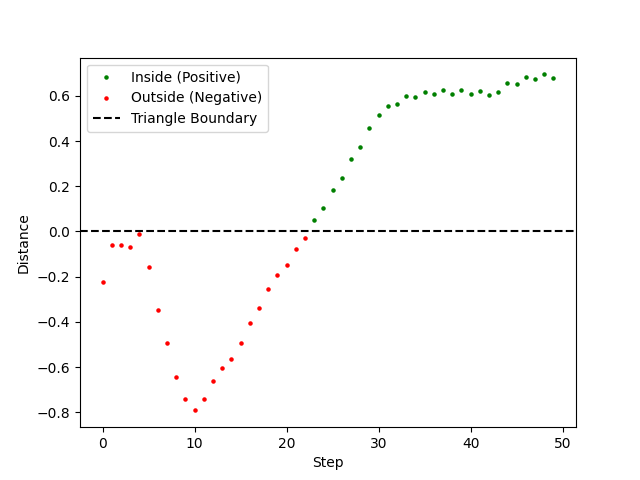 Inside (Positive)
Outside (Negative)
Triangle Boundary
0.6
0.4
0.2
0.0
−0.2
−0.4
−0.6
−0.8
Distance
0 10 20 30 40 50
Step